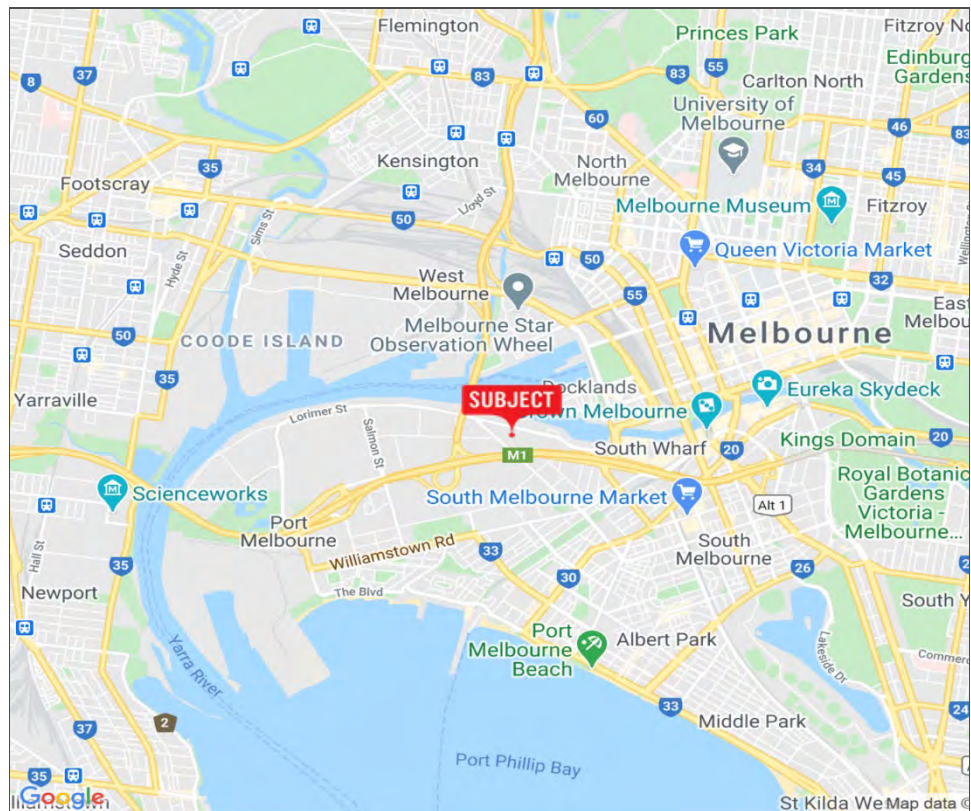 Flemington
Fitzroy No
Princes Park
Edinburg
Gardens
37
8
83
83
55
Carlton North
University of
Melbourne
60
46
83
35
Kensington
North
Melbourne
34
45
Footscray
Lloyd St
Melbourne Museum
Fitzroy
50
Sims St
Seddon
Hyde St
Queen Victoria Market
50
32
West
Melbourne
55
East
Melbou
Melbourne Star
Observation Wheel
Melbourne
50
COODE ISLAND
35
Docklands
Eureka Skydeck
Yarraville
SUBJECT
Lorimer St
own Melbourne
Salmon St
South Wharf
20
Kings Domain
20
M1
Scienceworks
South Melbourne Market
Alt 1
Royal Botanic
Gardens
Victoria -
Melbourne...
Port
Melbourne
Williamstown Rd
33
South
Melbourne
Hall St
35
30
26
Newport
The Blvd
South Y
Port
Melbourne
Beach
Albert Park
Yarra River
Lakeside Dr
Commerc
33
24
2
37
Middle Park
Port Phillip Bay
35
Google
lliamstown
St Kilda We
Map data ©